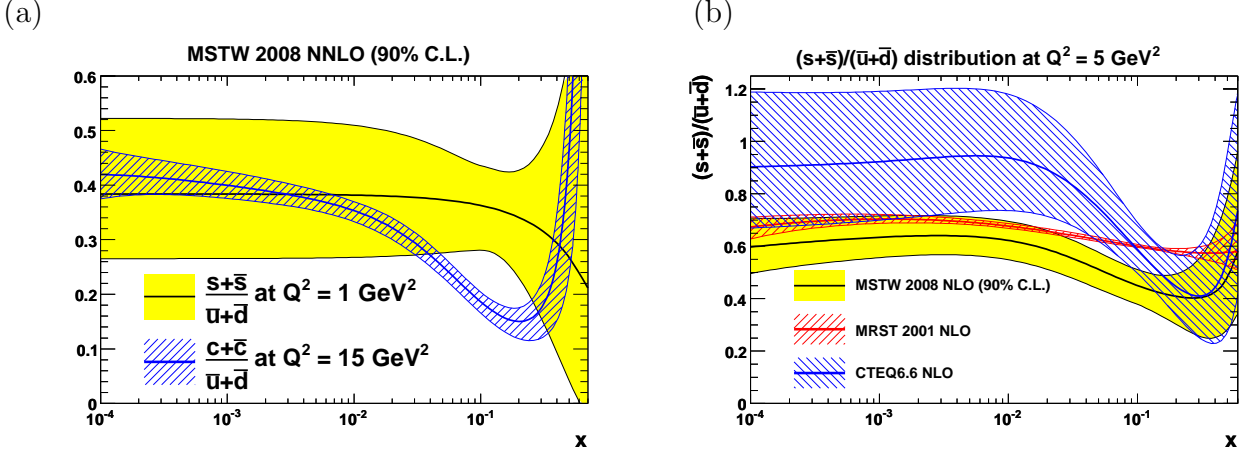 (a)
MSTW 2008 NNLO (90% C.L.)
0.6
0.5
0.4
0.3
0.2
0.1
0
s+s̅
u̅+d̅
at Q² = 1 GeV²
c+c̅
u̅+d̅
at Q² = 15 GeV²
10⁻⁴ 10⁻³ 10⁻² 10⁻¹
x
(b)
(s+s̅)/(u̅+d̅) distribution at Q² = 5 GeV²
(s+s̅)/(u̅+d̅)
1.2
1
0.8
0.6
0.4
0.2
0
MSTW 2008 NLO (90% C.L.)
MRST 2001 NLO
CTEQ6.6 NLO
10⁻⁴ 10⁻³ 10⁻² 10⁻¹
x